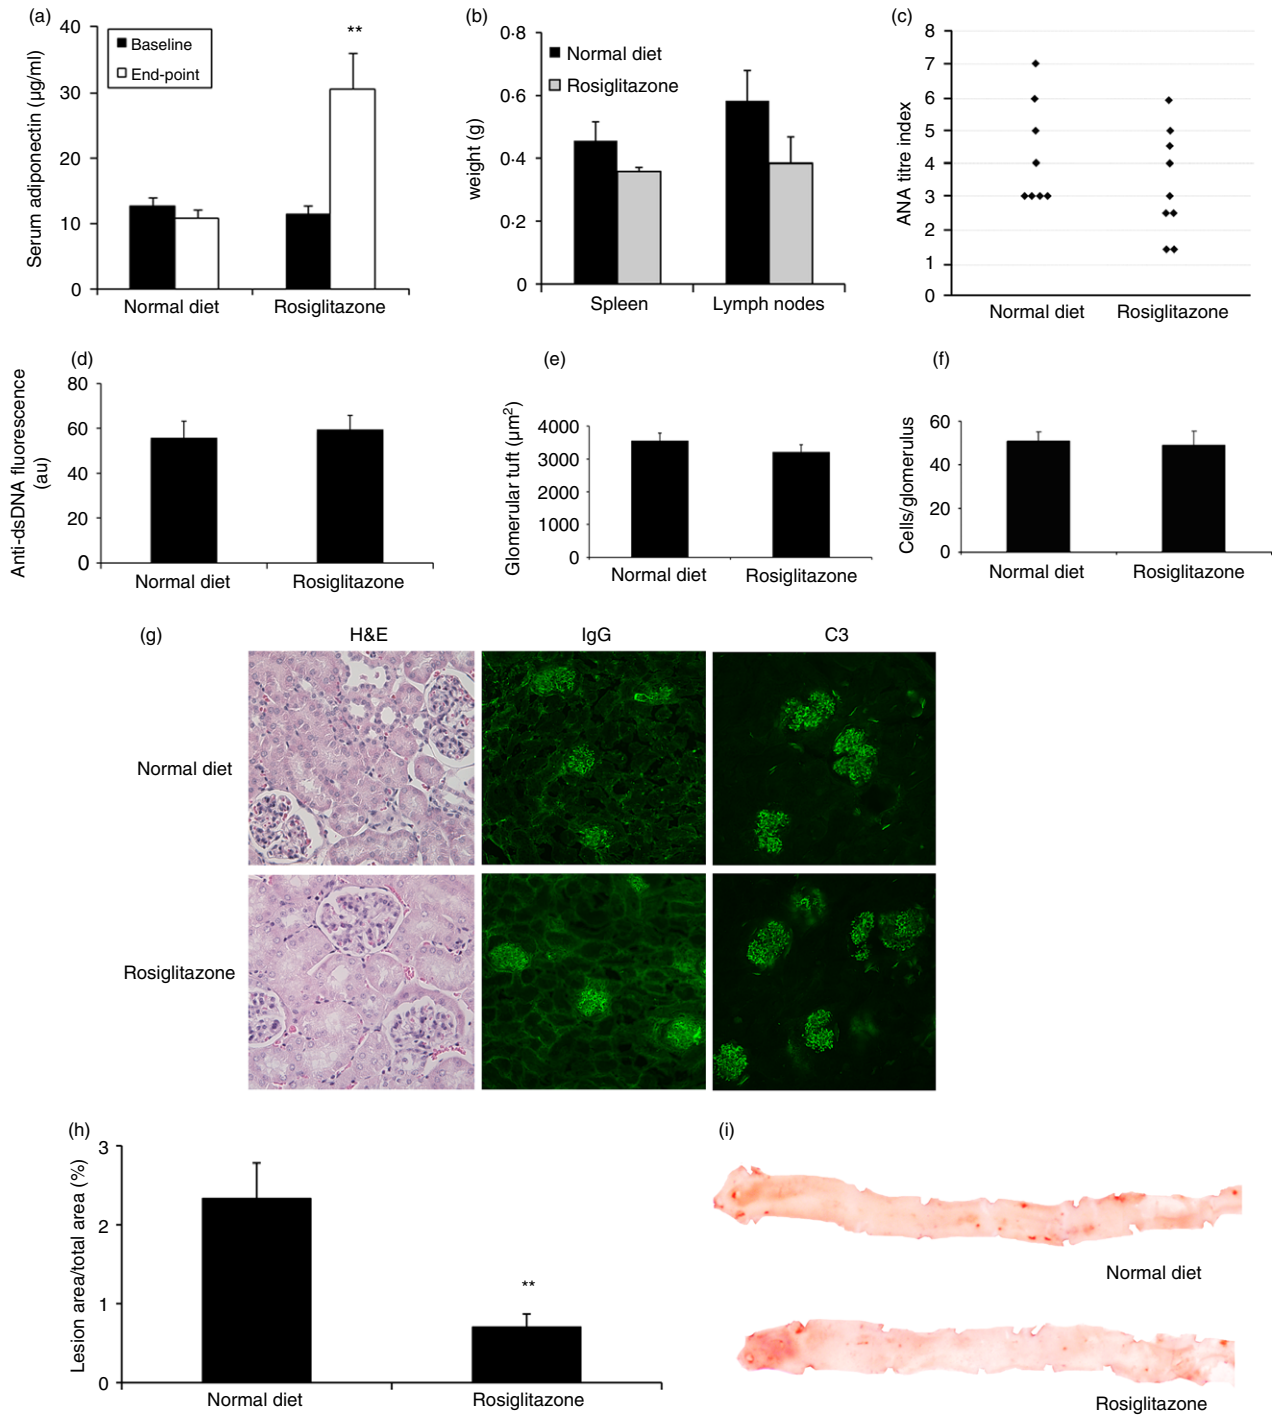 (a)
40
30
20
10
0
Serum adiponectin (µg/ml)
Baseline
End-point
**
Normal diet
Rosiglitazone
(b)
0·8
0·6
0·4
0·2
0
weight (g)
Normal diet
Rosiglitazone
Spleen
Lymph nodes
(c)
8
7
6
5
4
3
2
1
0
ANA titre index
Normal diet
Rosiglitazone
(d)
80
60
40
20
0
Anti-dsDNA fluorescence
(au)
Normal diet
Rosiglitazone
(e)
4000
3000
2000
1000
0
Glomerular tuft (µm²)
Normal diet
Rosiglitazone
(f)
60
40
20
0
Cells/glomerulus
Normal diet
Rosiglitazone
(g)
H&E
IgG
C3
Normal diet
Rosiglitazone
(h)
3
2
1
0
Lesion area/total area (%)
**
Normal diet
Rosiglitazone
(i)
Normal diet
Rosiglitazone